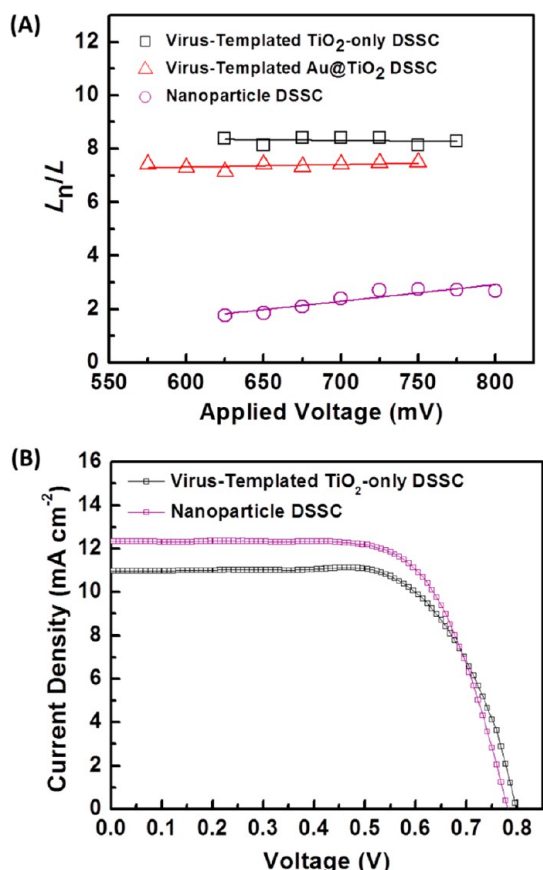 (A)
Virus-Templated TiO₂-only DSSC
Virus-Templated Au@TiO₂ DSSC
Nanoparticle DSSC
Lₙ/L
12
10
8
6
4
2
0
550 600 650 700 750 800
Applied Voltage (mV)
(B)
Virus-Templated TiO₂-only DSSC
Nanoparticle DSSC
Current Density (mA cm⁻²)
16
14
12
10
8
6
4
2
0
0.0 0.1 0.2 0.3 0.4 0.5 0.6 0.7 0.8
Voltage (V)